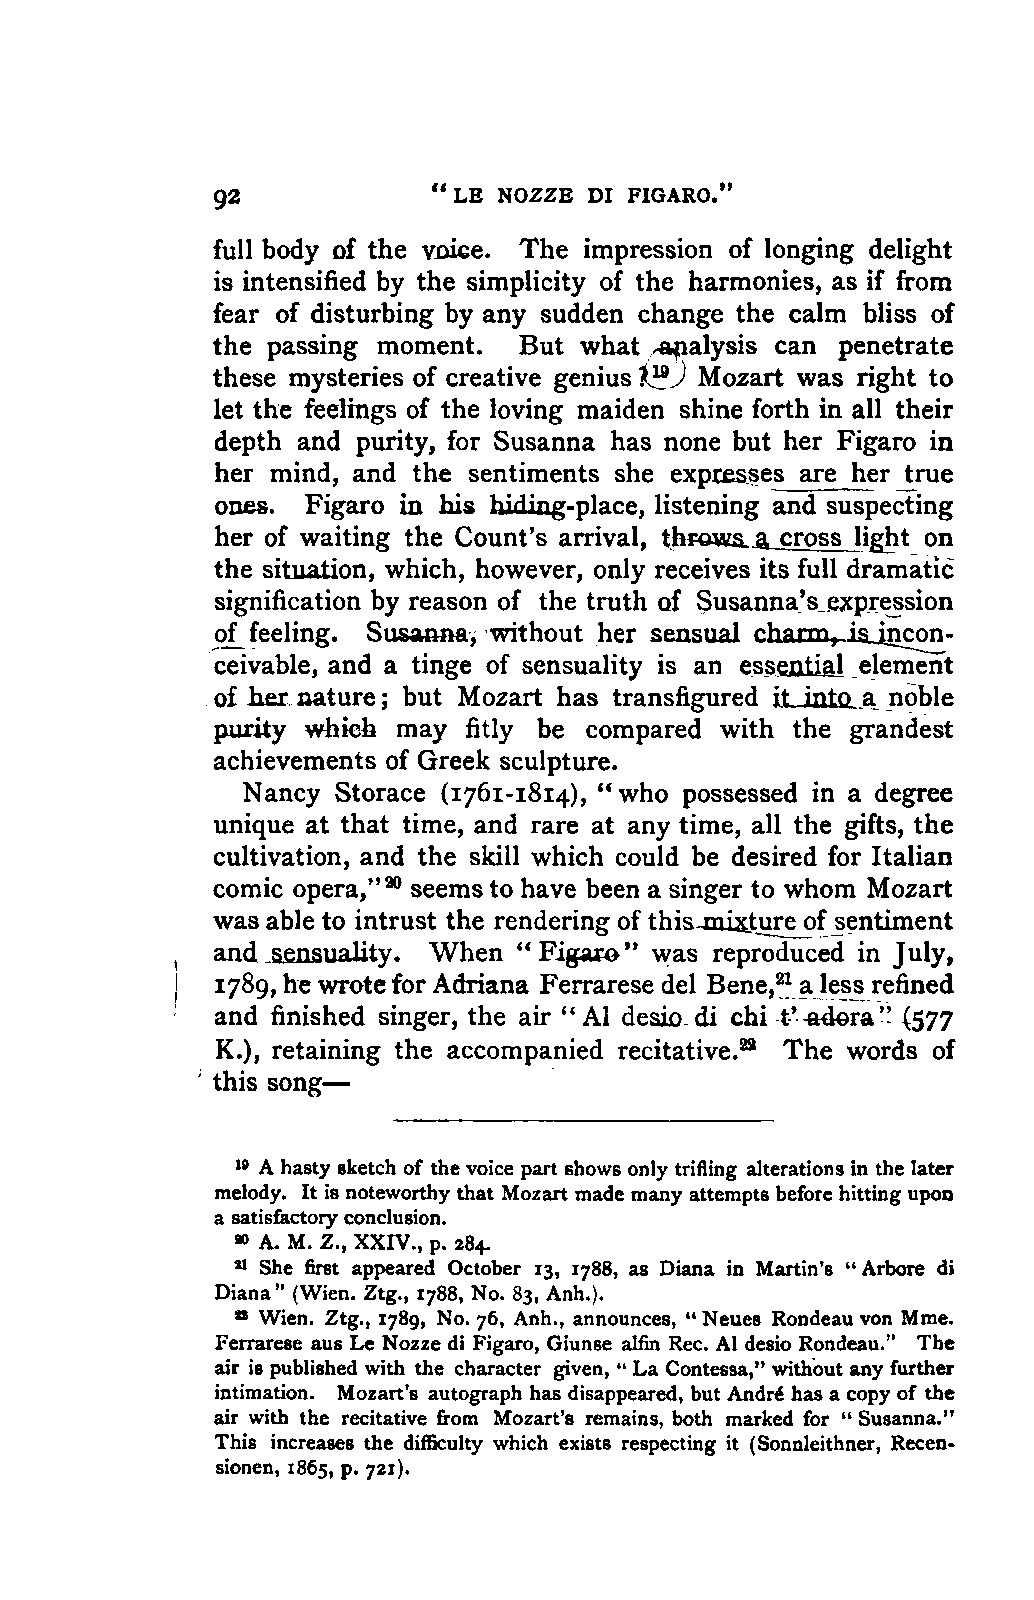 92 "LE NOZZE DI FIGARO."
full body of the voice. The impression of longing delight
is intensified by the simplicity of the harmonies, as if from
fear of disturbing by any sudden change the calm bliss of
the passing moment. But what analysis can penetrate
these mysteries of creative genius?¹⁹ Mozart was right to
let the feelings of the loving maiden shine forth in all their
depth and purity, for Susanna has none but her Figaro in
her mind, and the sentiments she expresses are her true
ones. Figaro in his hiding-place, listening and suspecting
her of waiting the Count's arrival, throws a cross light on
the situation, which, however, only receives its full dramatic
signification by reason of the truth of Susanna's expression
of feeling. Susanna, without her sensual charm, is incon-
ceivable, and a tinge of sensuality is an essential element
of her nature; but Mozart has transfigured it into a noble
purity which may fitly be compared with the grandest
achievements of Greek sculpture.
Nancy Storace (1761-1814), "who possessed in a degree
unique at that time, and rare at any time, all the gifts, the
cultivation, and the skill which could be desired for Italian
comic opera,"²⁰ seems to have been a singer to whom Mozart
was able to intrust the rendering of this mixture of sentiment
and sensuality. When "Figaro" was reproduced in July,
1789, he wrote for Adriana Ferrarese del Bene,²¹ a less refined
and finished singer, the air "Al desio di chi t' adora" (577
K.), retaining the accompanied recitative.²² The words of
this song—
¹⁹ A hasty sketch of the voice part shows only trifling alterations in the later
melody. It is noteworthy that Mozart made many attempts before hitting upon
a satisfactory conclusion.
²⁰ A. M. Z., XXIV., p. 284.
²¹ She first appeared October 13, 1788, as Diana in Martin's "Arbore di
Diana" (Wien. Ztg., 1788, No. 83, Anh.).
²² Wien. Ztg., 1789, No. 76, Anh., announces, "Neues Rondeau von Mme.
Ferrarese aus Le Nozze di Figaro, Giunse alfin Rec. Al desio Rondeau." The
air is published with the character given, "La Contessa," without any further
intimation. Mozart's autograph has disappeared, but André has a copy of the
air with the recitative from Mozart's remains, both marked for "Susanna."
This increases the difficulty which exists respecting it (Sonnleithner, Recen-
sionen, 1865, p. 721).